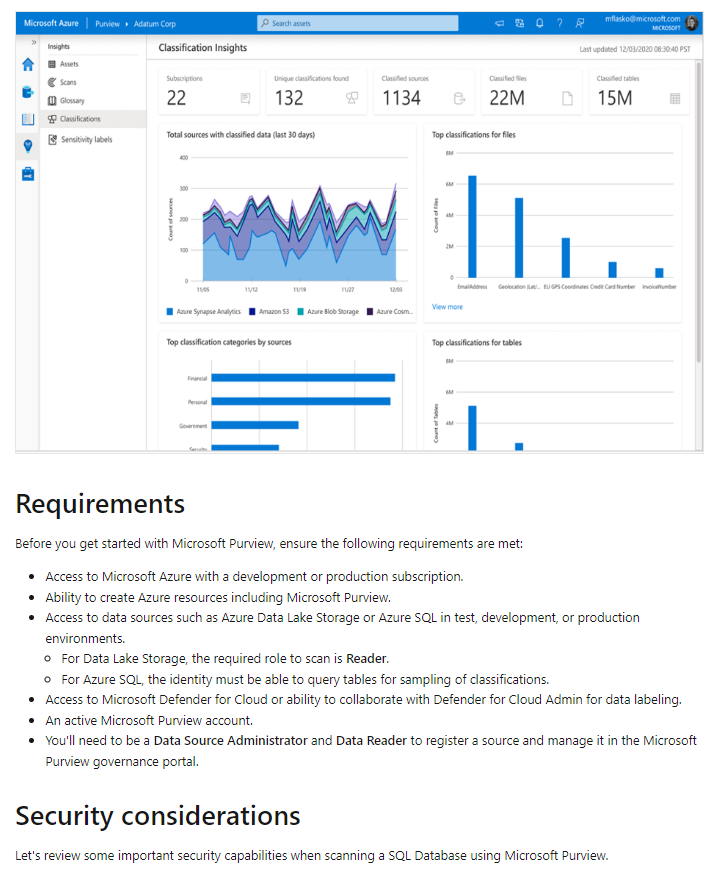 Microsoft Azure | Purview › Adatum Corp
Search assets
mflasko@microsoft.com
MICROSOFT
»
Insights
Assets
Scans
Glossary
Classifications
Sensitivity labels
Classification Insights
Last updated 12/03/2020 08:30:40 PST
Subscriptions
22
Unique classifications found
132
Classified sources
1134
Classified files
22M
Classified tables
15M
Total sources with classified data (last 30 days)
Count of sources
400
300
200
100
0
11/05 11/12 11/19 11/27 12/03
Azure Synapse Analytics Amazon S3 Azure Blob Storage Azure Cosm...
Top classifications for files
Count of Files
8M
6M
4M
2M
0
EmailAddress Geolocation (Lat/... EU GPS Coordinates Credit Card Number InvoiceNumber
View more
Top classification categories by sources
Financial
Personal
Government
Security
Top classifications for tables
Count of Tables
8M
6M
4M
Requirements
Before you get started with Microsoft Purview, ensure the following requirements are met:
• Access to Microsoft Azure with a development or production subscription.
• Ability to create Azure resources including Microsoft Purview.
• Access to data sources such as Azure Data Lake Storage or Azure SQL in test, development, or production
environments.
○ For Data Lake Storage, the required role to scan is Reader.
○ For Azure SQL, the identity must be able to query tables for sampling of classifications.
• Access to Microsoft Defender for Cloud or ability to collaborate with Defender for Cloud Admin for data labeling.
• An active Microsoft Purview account.
• You'll need to be a Data Source Administrator and Data Reader to register a source and manage it in the Microsoft
Purview governance portal.
Security considerations
Let's review some important security capabilities when scanning a SQL Database using Microsoft Purview.